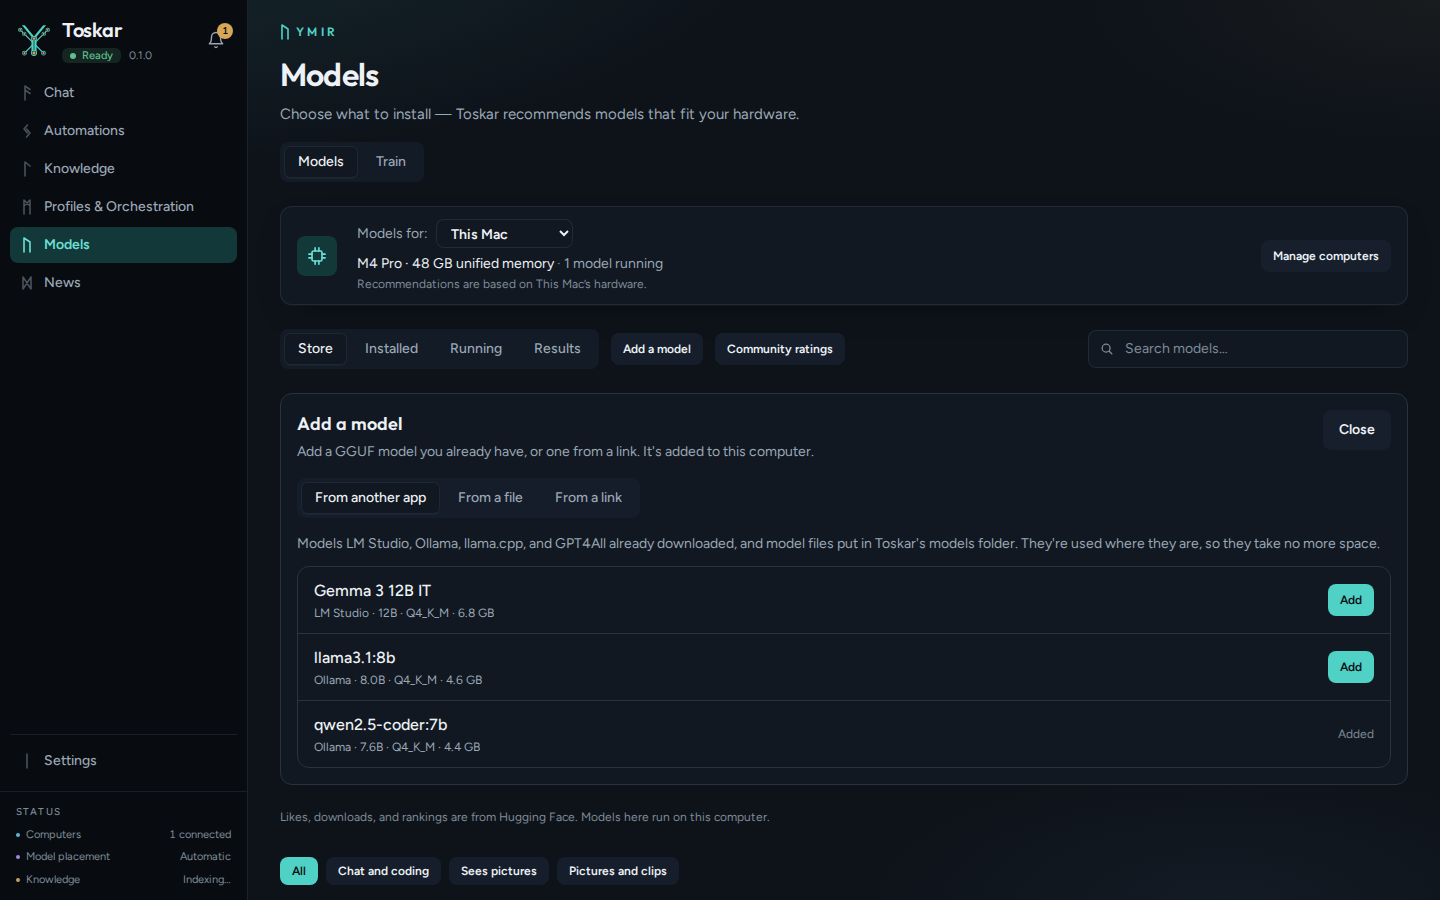 Toskar
Ready 0.1.0
1
Chat
Automations
Knowledge
Profiles & Orchestration
Models
News
Settings
STATUS
Computers 1 connected
Model placement Automatic
Knowledge Indexing…
YMIR
Models
Choose what to install — Toskar recommends models that fit your hardware.
Models Train
Models for: This Mac
M4 Pro · 48 GB unified memory · 1 model running
Recommendations are based on This Mac's hardware.
Manage computers
Store Installed Running Results Add a model Community ratings Search models…
Add a model
Close
Add a GGUF model you already have, or one from a link. It's added to this computer.
From another app From a file From a link
Models LM Studio, Ollama, llama.cpp, and GPT4All already downloaded, and model files put in Toskar's models folder. They're used where they are, so they take no more space.
Gemma 3 12B IT
LM Studio · 12B · Q4_K_M · 6.8 GB
Add
llama3.1:8b
Ollama · 8.0B · Q4_K_M · 4.6 GB
Add
qwen2.5-coder:7b
Ollama · 7.6B · Q4_K_M · 4.4 GB
Added
Likes, downloads, and rankings are from Hugging Face. Models here run on this computer.
All Chat and coding Sees pictures Pictures and clips